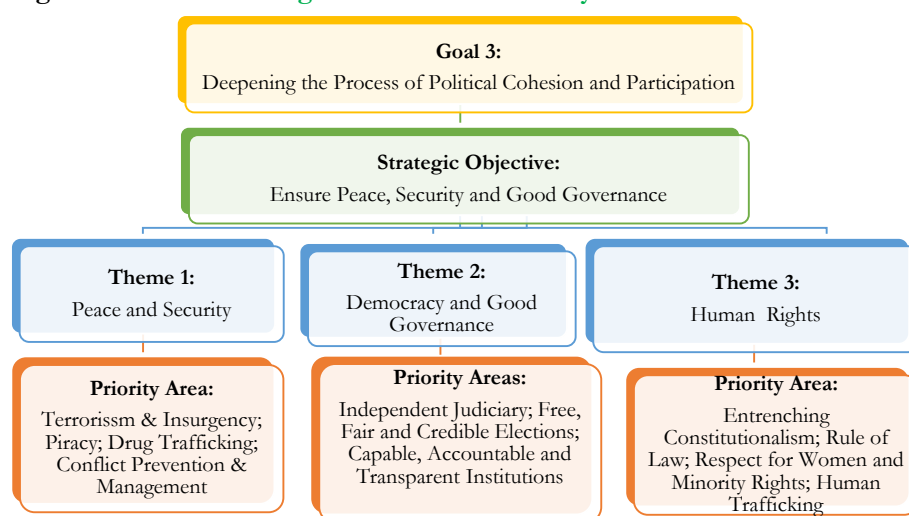 Goal 3:
Deepening the Process of Political Cohesion and Participation
Strategic Objective:
Ensure Peace, Security and Good Governance
Theme 1:
Peace and Security
Theme 2:
Democracy and Good
Governance
Theme 3:
Human Rights
Priority Area:
Terrorissm & Insurgency;
Piracy; Drug Trafficking;
Conflict Prevention &
Management
Priority Areas:
Independent Judiciary; Free,
Fair and Credible Elections;
Capable, Accountable and
Transparent Institutions
Priority Area:
Entrenching
Constitutionalism; Rule of
Law; Respect for Women and
Minority Rights; Human
Trafficking